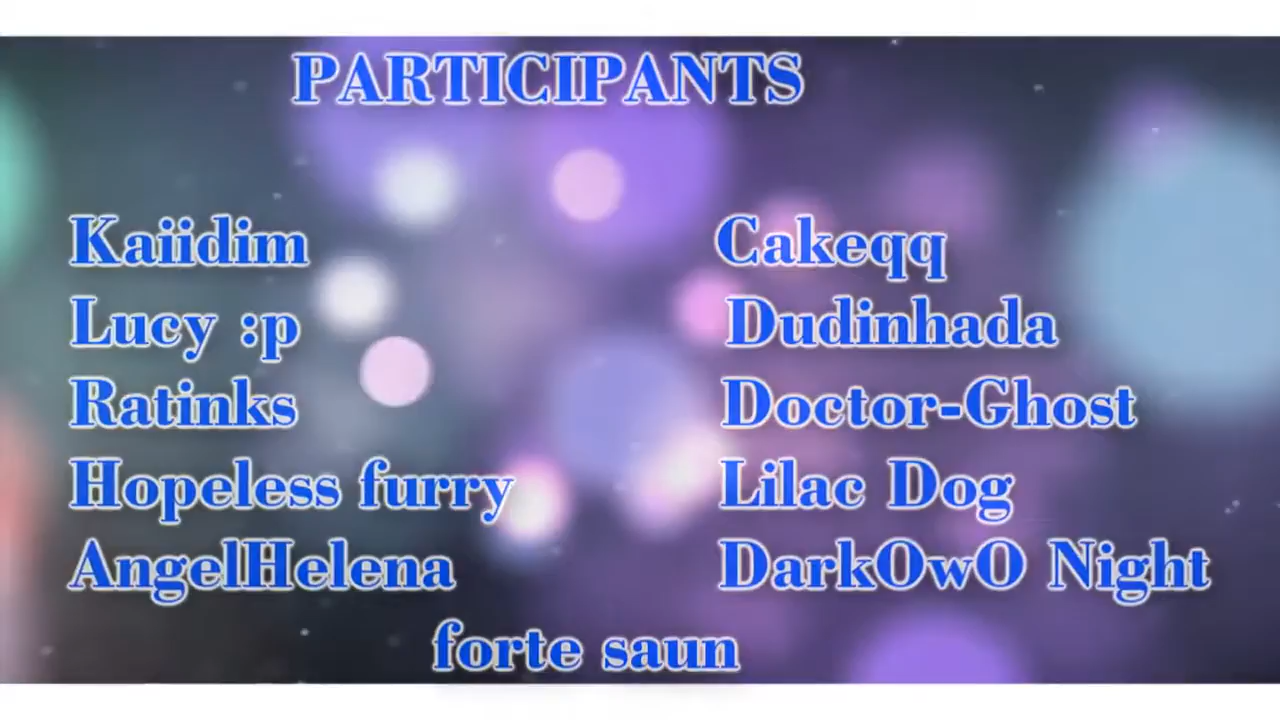 PARTICIPANTS
Kaiidim
Lucy :p
Ratinks
Hopeless furry
AngelHelena
Cakeqq
Dudinhada
Doctor-Ghost
Lilac Dog
DarkOwO Night
forte saun